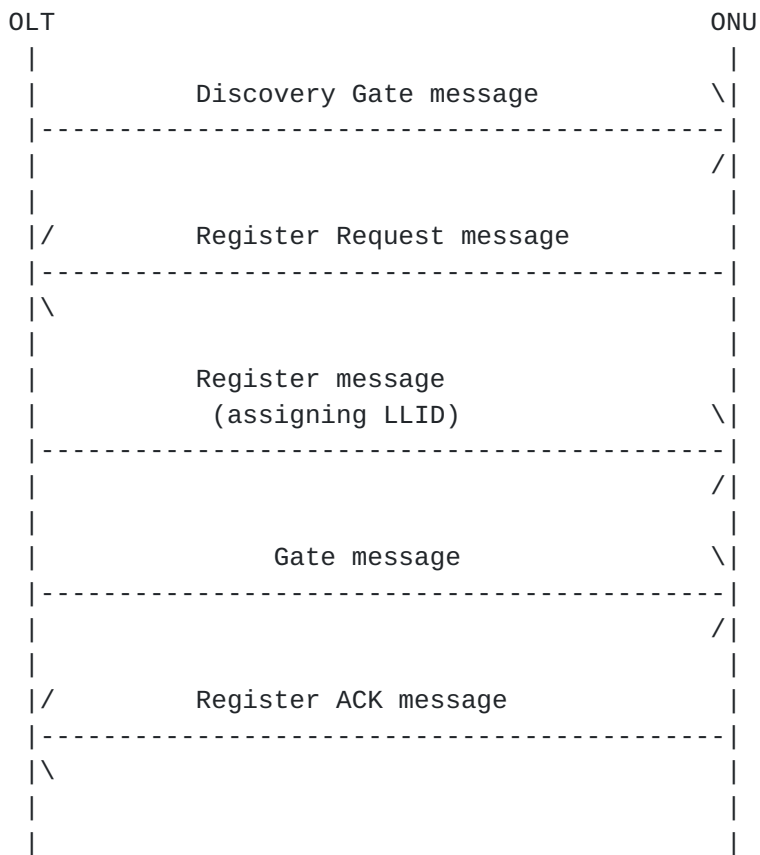 OLT ONU
Discovery Gate message
Register Request message
Register message
(assigning LLID)
Gate message
Register ACK message